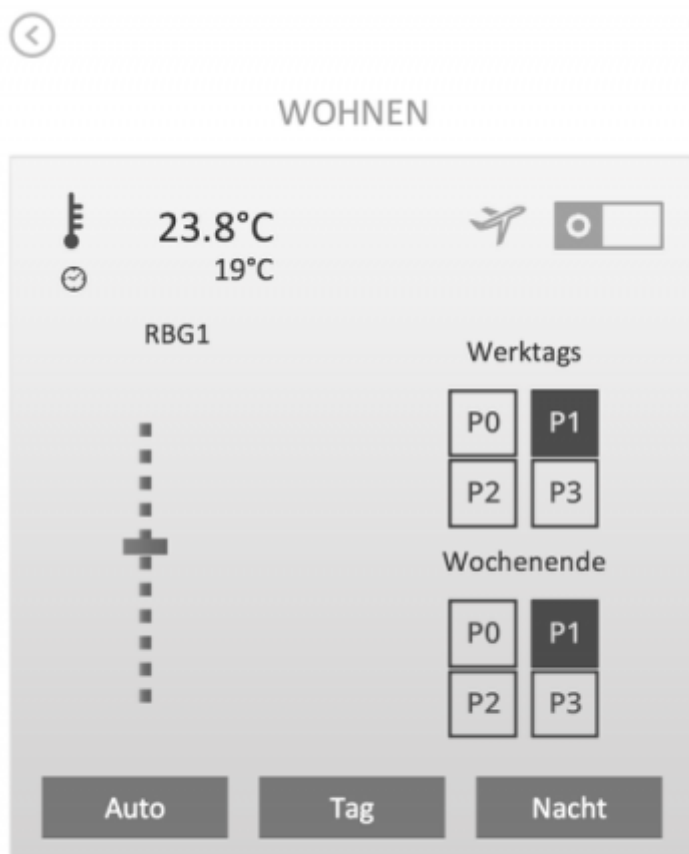 WOHNEN
23.8°C
19°C
RBG1
Werktags
P0 P1
P2 P3
Wochenende
P0 P1
P2 P3
Auto Tag Nacht